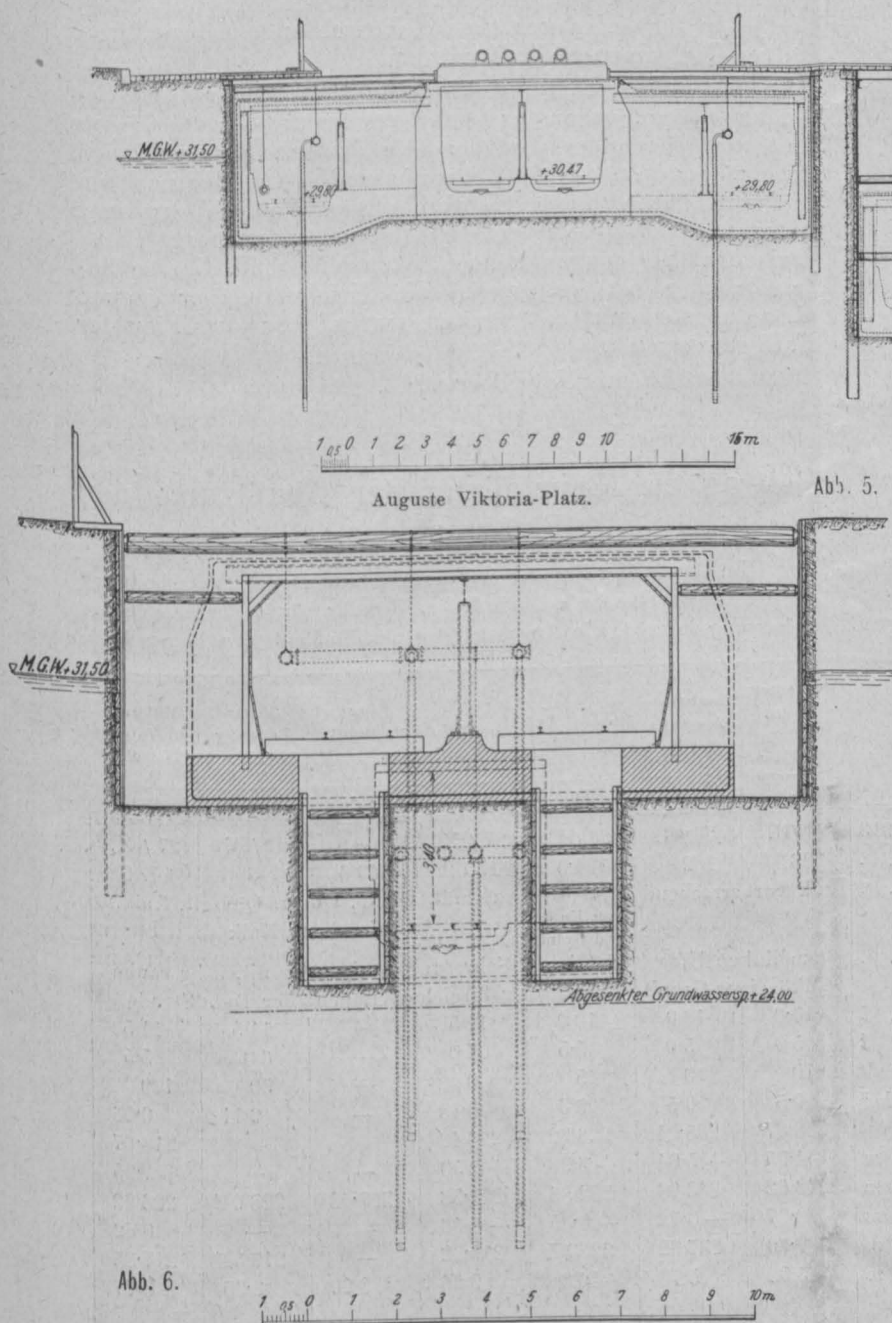 M.G.W.+31,50
+29,80
+30,47
+29,80
1 0,5 0 1 2 3 4 5 6 7 8 9 10 15 m
Auguste Viktoria-Platz.
Abb. 5.
M.G.W.+31,50
3,40
Abgesenkter Grundwassersp.+24,00
Abb. 6.
1 0,5 0 1 2 3 4 5 6 7 8 9 10 m